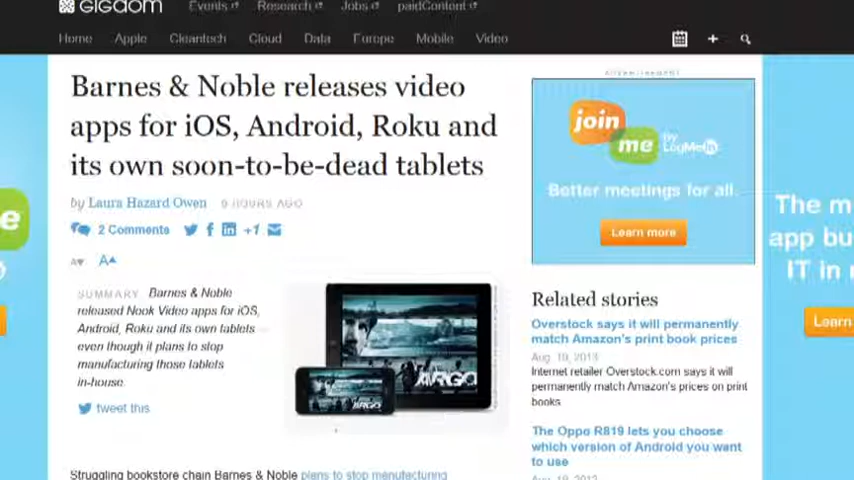 GIGAOM
Events Research Jobs paidContent
Home Apple Cleantech Cloud Data Europe Mobile Video
Barnes & Noble releases video
apps for iOS, Android, Roku and
its own soon-to-be-dead tablets
by Laura Hazard Owen HOURS AGO
2 Comments +1
A A
SUMMARY Barnes & Noble
released Nook Video apps for iOS,
Android, Roku and its own tablets
even though it plans to stop
manufacturing those tablets
in-house.
tweet this
ARGO
ARGO
Struggling bookstore chain Barnes & Noble plans to stop manufacturing
ADVERTISEMENT
join
me by LogMeIn
Better meetings for all.
Learn more
Related stories
Overstock says it will permanently
match Amazon's print book prices
Aug. 19, 2013
Internet retailer Overstock.com says it will
permanently match Amazon's prices on print
books.
The Oppo R819 lets you choose
which version of Android you want
to use
Aug. 19, 2013
e
The m
app bu
IT in
Learn